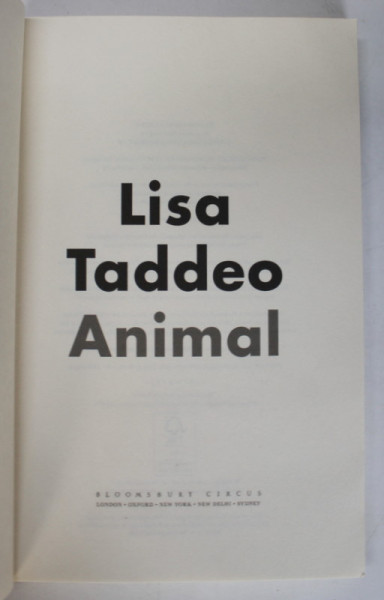 Lisa
Taddeo
Animal
BLOOMSBURY CIRCUS
LONDON • OXFORD • NEW YORK • NEW DELHI • SYDNEY